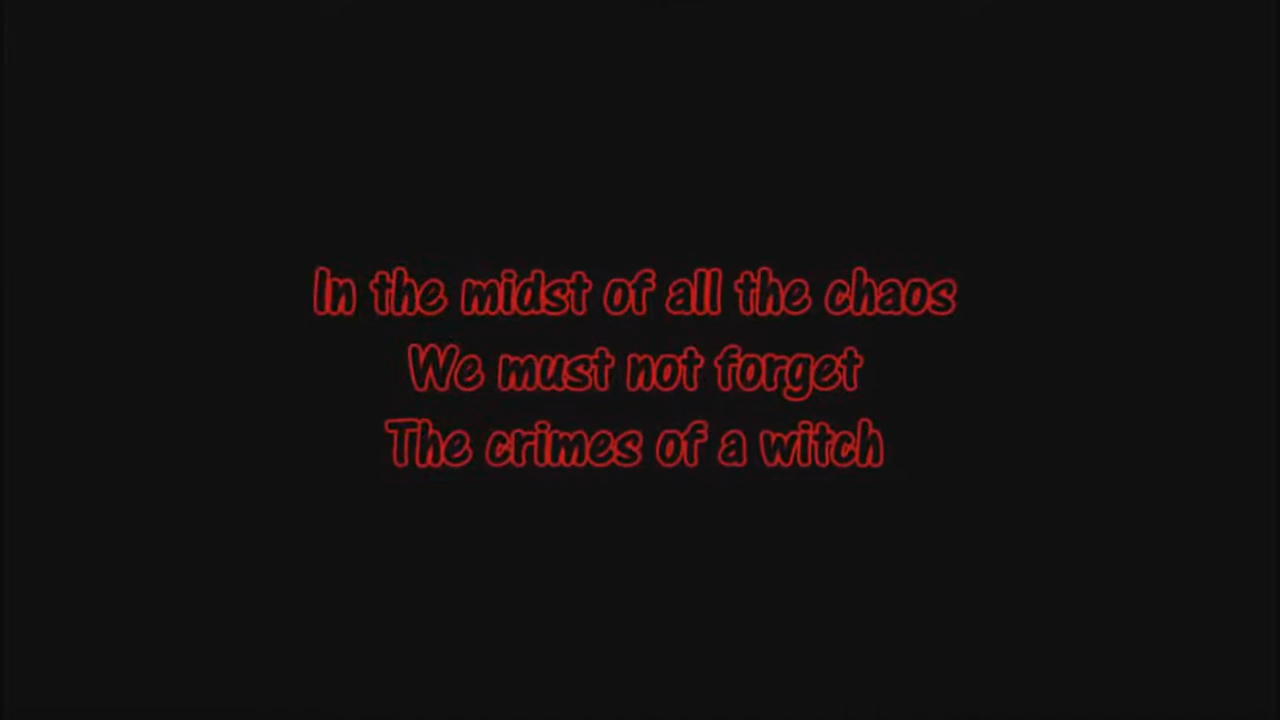 In the midst of all the chaos
We must not forget
The crimes of a witch